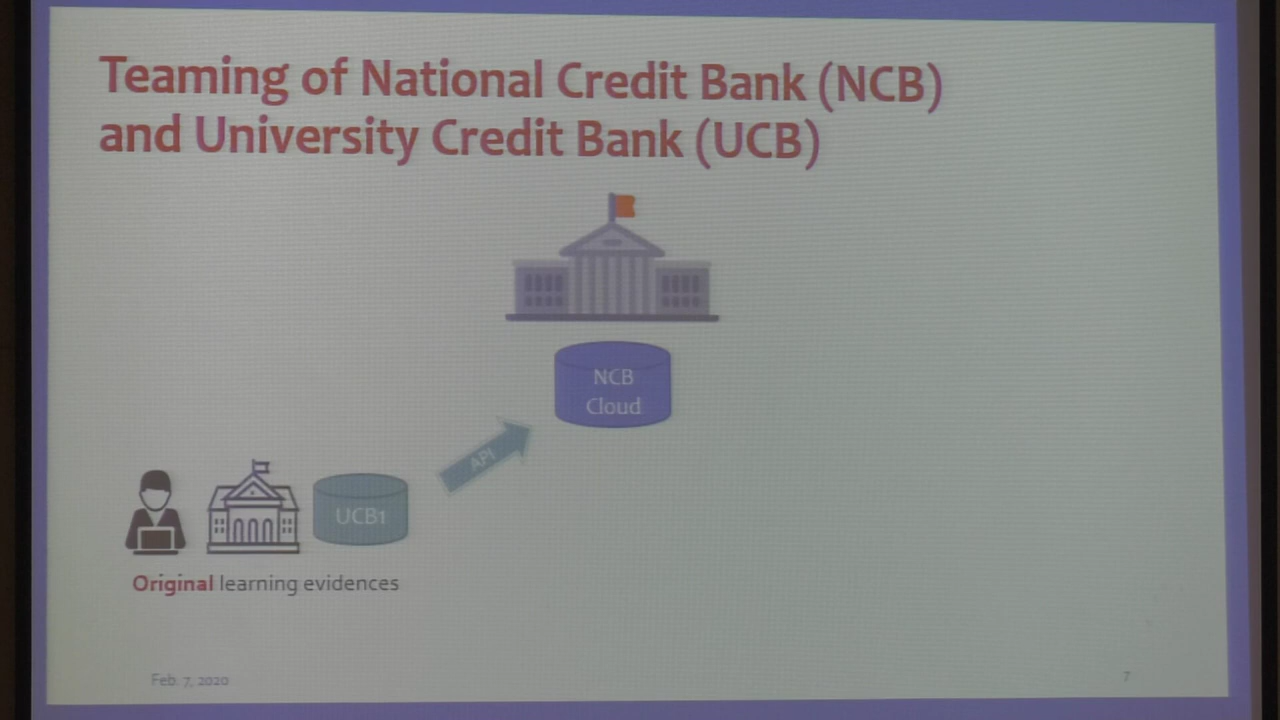 Teaming of National Credit Bank (NCB)
and University Credit Bank (UCB)
NCB
Cloud
API
UCB1
Original learning evidences
Feb. 7, 2020
7